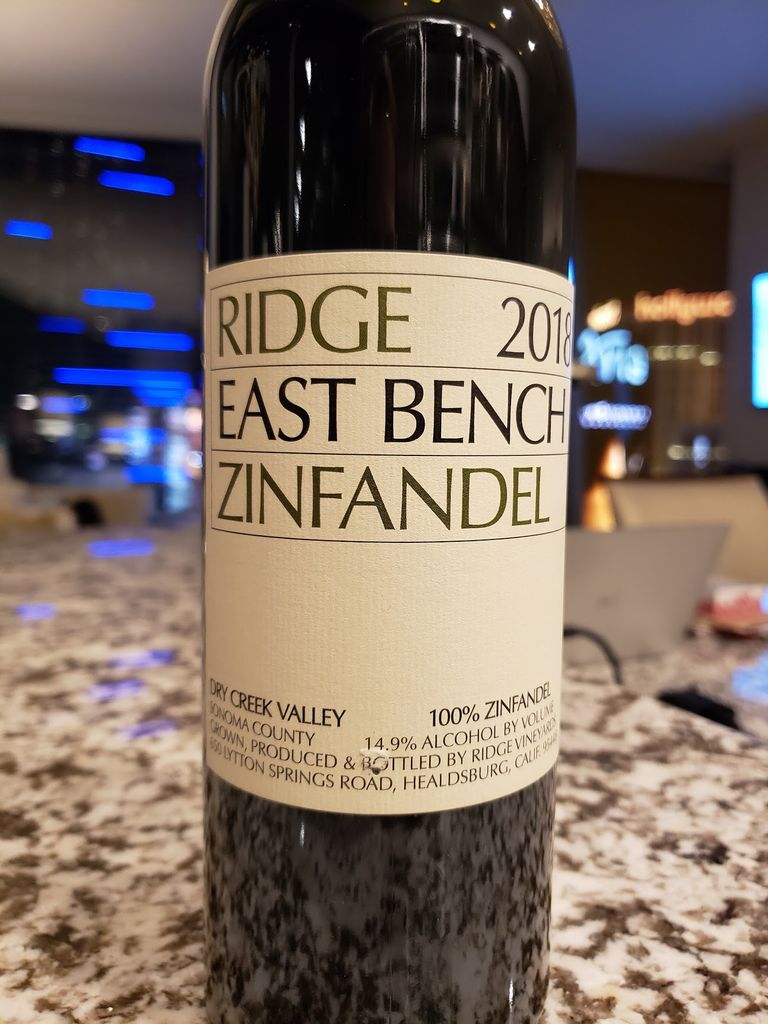 RIDGE 2018
EAST BENCH
ZINFANDEL
DRY CREEK VALLEY 100% ZINFANDEL
SONOMA COUNTY 14.9% ALCOHOL BY VOLUME
GROWN, PRODUCED & BOTTLED BY RIDGE VINEYARDS
LYTTON SPRINGS ROAD, HEALDSBURG, CALIF.